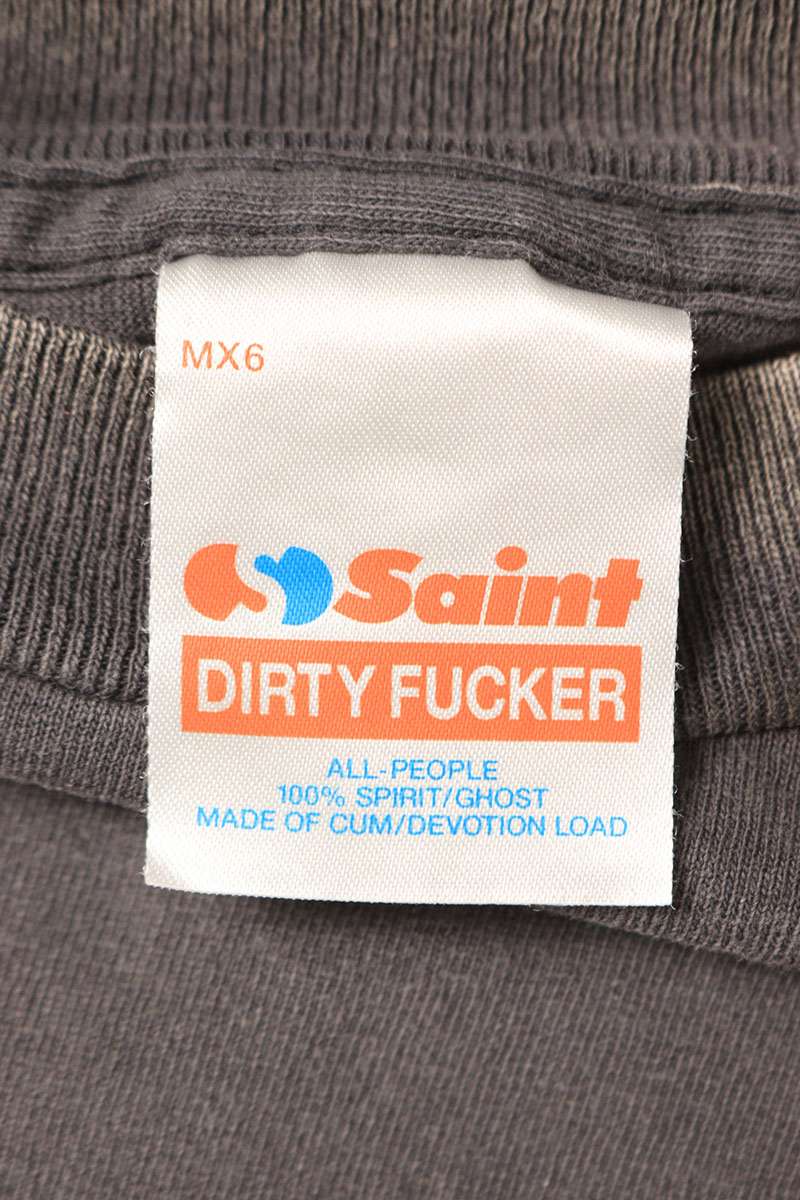 MX6
Saint
DIRTY FUCKER
ALL-PEOPLE
100% SPIRIT/GHOST
MADE OF CUM/DEVOTION LOAD